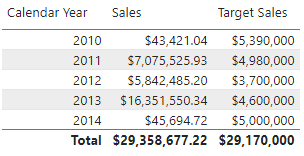 Calendar Year Sales Target Sales
2010 $43,421.04 $5,390,000
2011 $7,075,525.93 $4,980,000
2012 $5,842,485.20 $3,700,000
2013 $16,351,550.34 $4,600,000
2014 $45,694.72 $5,000,000
Total $29,358,677.22 $29,170,000